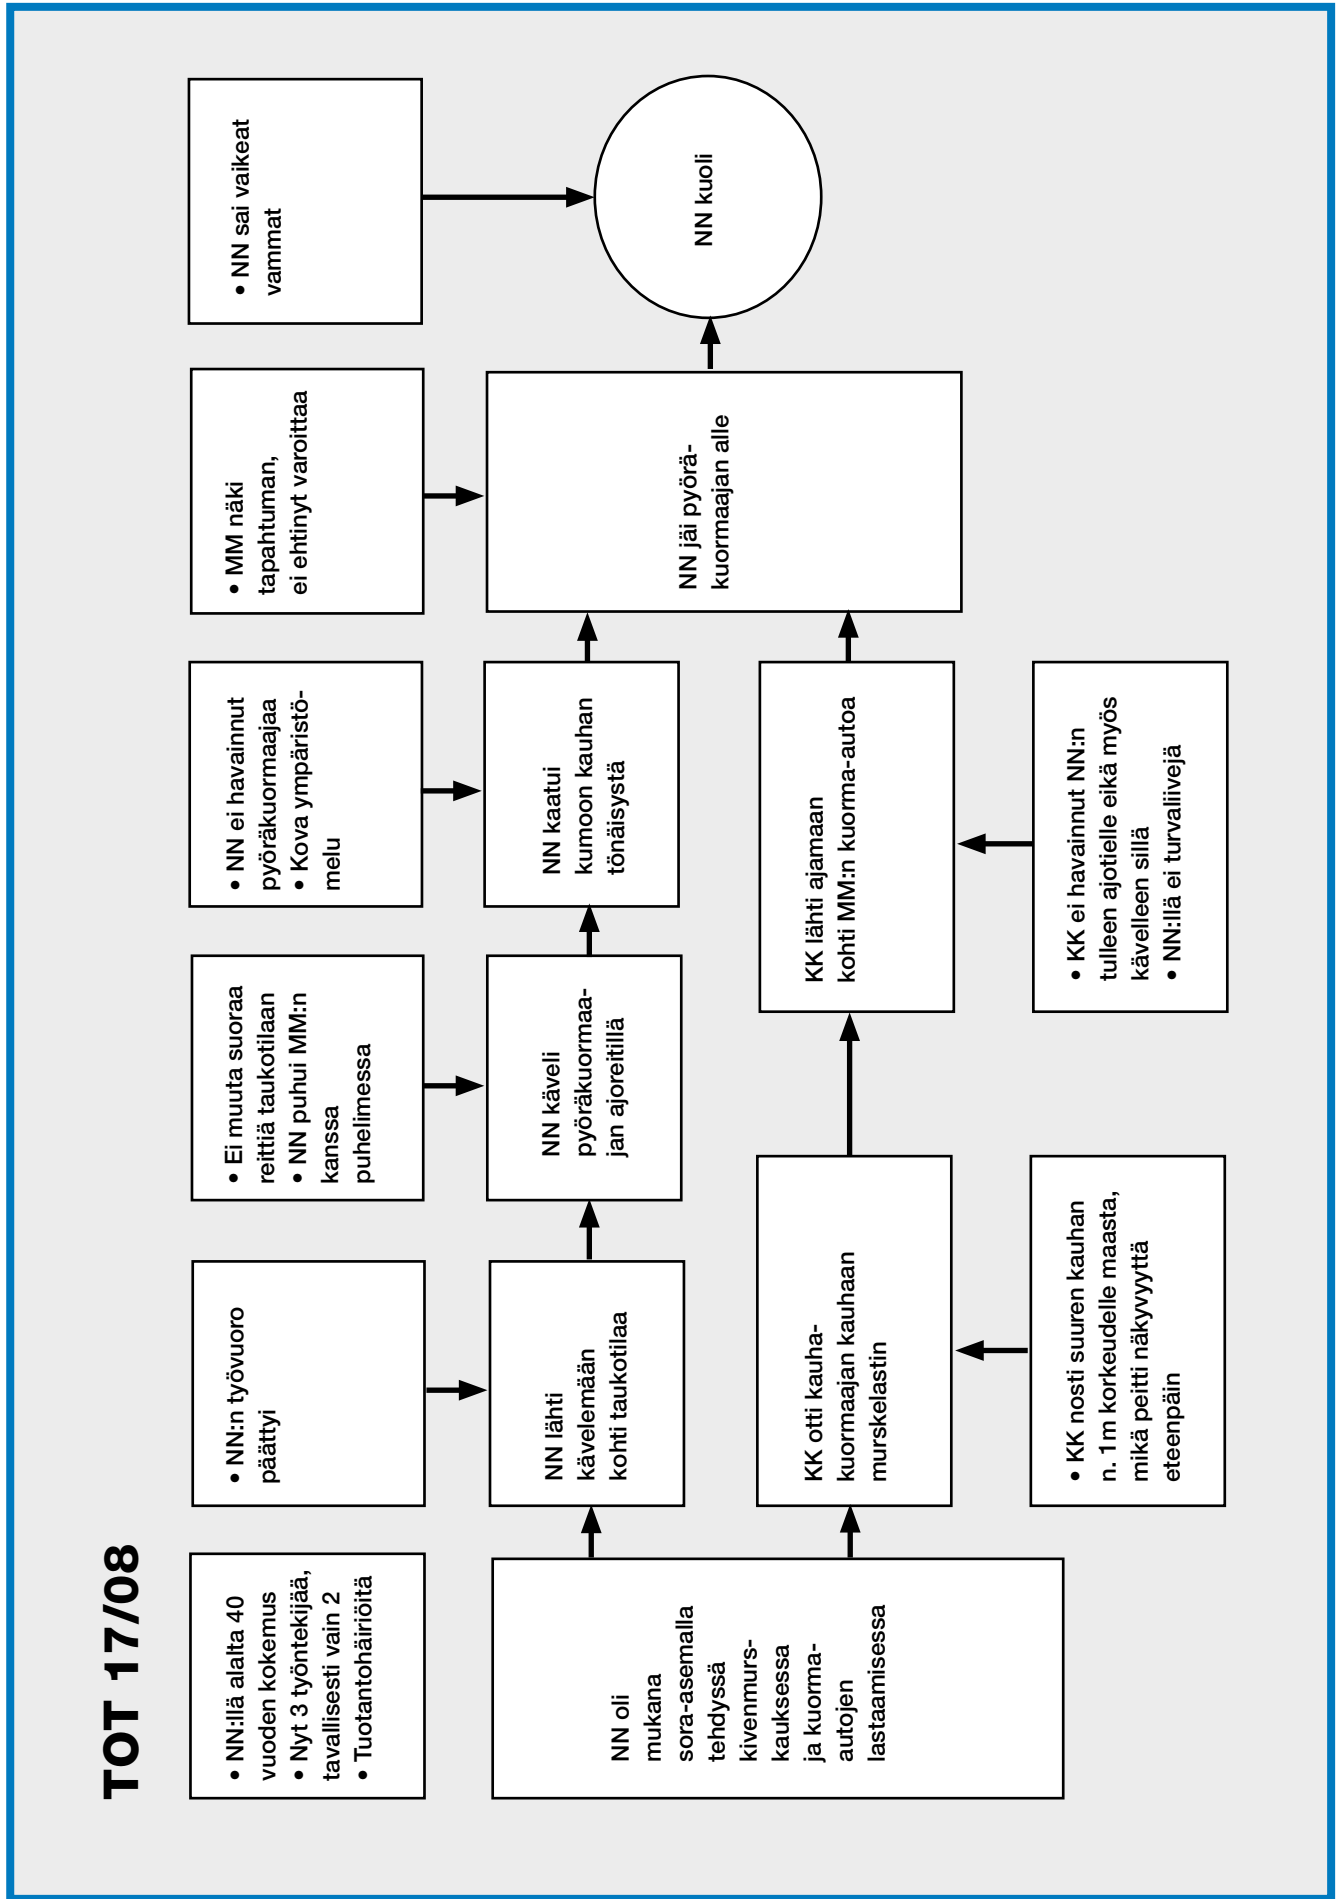 TOT 17/08
• NN:llä alalta 40
vuoden kokemus
• Nyt 3 työntekijää,
tavallisesti vain 2
• Tuotantohäiriöitä
• NN:n työvuoro
päättyi
• Ei muuta suoraa
reittiä taukotilaan
• NN puhui MM:n
kanssa
puhelimessa
• NN ei havainnut
pyöräkuormaajaa
• Kova ympäristö-
melu
• MM näki
tapahtuman,
ei ehtinyt varoittaa
• NN sai vaikeat
vammat
NN oli
mukana
sora-asemalla
tehdyssä
kivenmurs-
kauksessa
ja kuorma-
autojen
lastaamisessa
NN lähti
kävelemään
kohti taukotilaa
NN käveli
pyöräkuormaa-
jan ajoreitillä
NN kaatui
kumoon kauhan
tönäisystä
NN jäi pyörä-
kuormaajan alle
NN kuoli
KK otti kauha-
kuormaajan kauhaan
murskelastin
KK lähti ajamaan
kohti MM:n kuorma-autoa
• KK nosti suuren kauhan
n. 1m korkeudelle maasta,
mikä peitti näkyvyyttä
eteenpäin
• KK ei havainnut NN:n
tulleen ajotielle eikä myös
kävelleen sillä
• NN:llä ei turvaliivejä